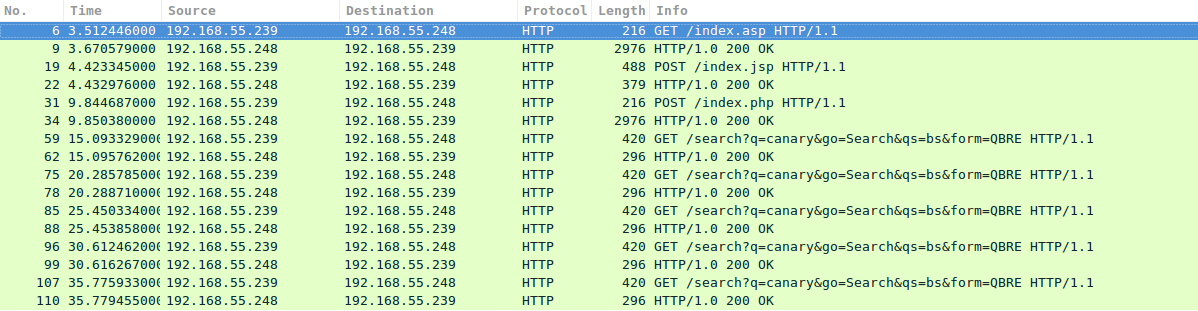 No. Time Source Destination Protocol Length Info
6 3.512446000 192.168.55.239 192.168.55.248 HTTP 216 GET /index.asp HTTP/1.1
9 3.670579000 192.168.55.248 192.168.55.239 HTTP 2976 HTTP/1.0 200 OK
19 4.423345000 192.168.55.239 192.168.55.248 HTTP 488 POST /index.jsp HTTP/1.1
22 4.432976000 192.168.55.248 192.168.55.239 HTTP 379 HTTP/1.0 200 OK
31 9.844687000 192.168.55.239 192.168.55.248 HTTP 216 POST /index.php HTTP/1.1
34 9.850380000 192.168.55.248 192.168.55.239 HTTP 2976 HTTP/1.0 200 OK
59 15.093329000 192.168.55.239 192.168.55.248 HTTP 420 GET /search?q=canary&go=Search&qs=bs&form=QBRE HTTP/1.1
62 15.095762000 192.168.55.248 192.168.55.239 HTTP 296 HTTP/1.0 200 OK
75 20.285785000 192.168.55.239 192.168.55.248 HTTP 420 GET /search?q=canary&go=Search&qs=bs&form=QBRE HTTP/1.1
78 20.288710000 192.168.55.248 192.168.55.239 HTTP 296 HTTP/1.0 200 OK
85 25.450334000 192.168.55.239 192.168.55.248 HTTP 420 GET /search?q=canary&go=Search&qs=bs&form=QBRE HTTP/1.1
88 25.453858000 192.168.55.248 192.168.55.239 HTTP 296 HTTP/1.0 200 OK
96 30.612462000 192.168.55.239 192.168.55.248 HTTP 420 GET /search?q=canary&go=Search&qs=bs&form=QBRE HTTP/1.1
99 30.616267000 192.168.55.248 192.168.55.239 HTTP 296 HTTP/1.0 200 OK
107 35.775933000 192.168.55.239 192.168.55.248 HTTP 420 GET /search?q=canary&go=Search&qs=bs&form=QBRE HTTP/1.1
110 35.779455000 192.168.55.248 192.168.55.239 HTTP 296 HTTP/1.0 200 OK